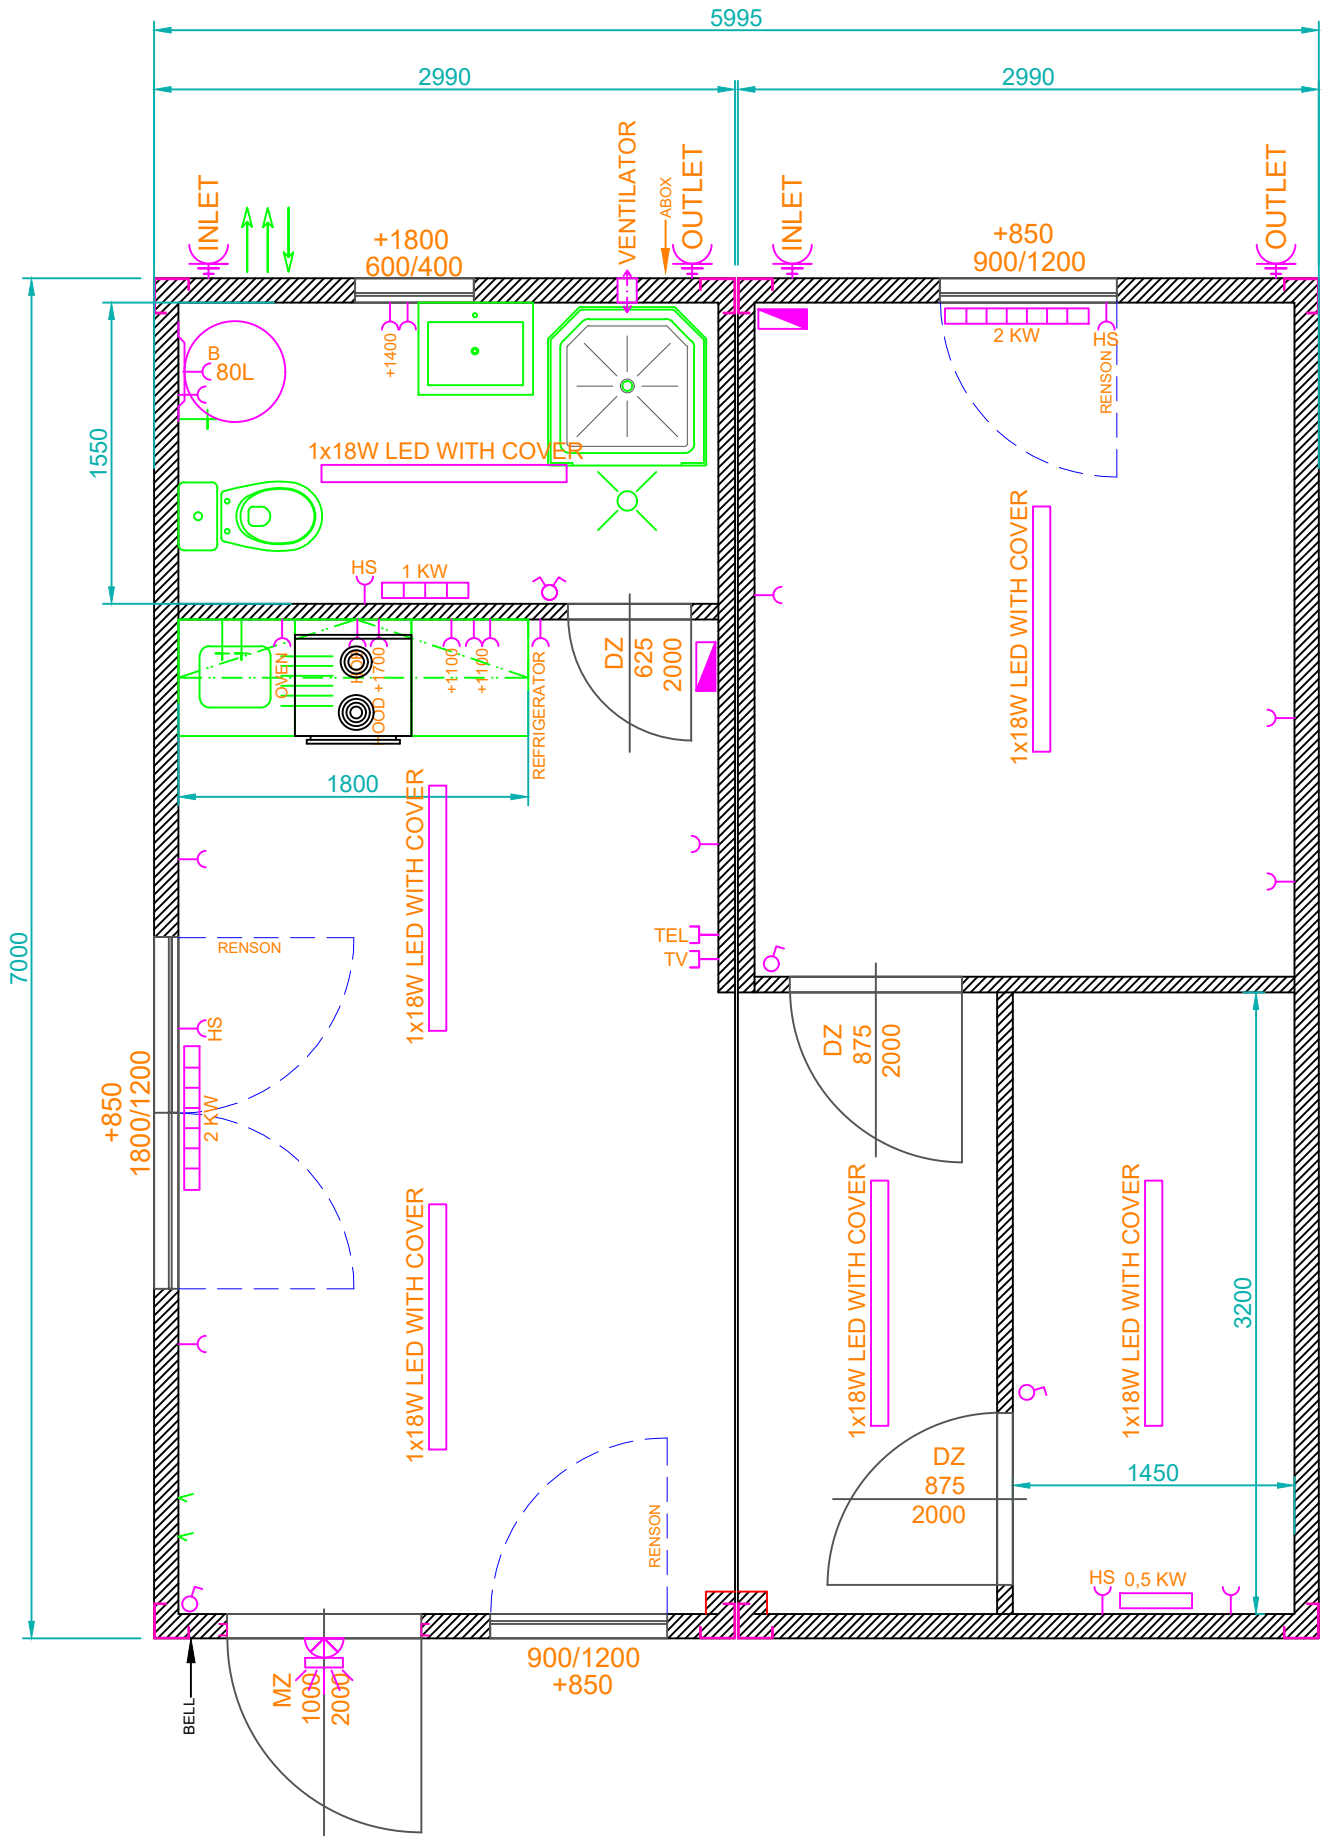 5995
2990
2990
INLET
+1800
600/400
VENTILATOR
ABOX
OUTLET
INLET
+850
900/1200
OUTLET
B
80L
+1400
2 KW
HS
RENSON
1550
1x18W LED WITH COVER
1x18W LED WITH COVER
HS
1 KW
OVEN
HOOD +1700
+1100
+1100
REFRIGERATOR
DZ
625
2000
1800
1x18W LED WITH COVER
7000
RENSON
TEL
TV
HS
2 KW
+850
1800/1200
DZ
875
2000
1x18W LED WITH COVER
1x18W LED WITH COVER
1x18W LED WITH COVER
3200
DZ
875
2000
1450
RENSON
HS
0,5 KW
BELL
MZ
1000
2000
900/1200
+850